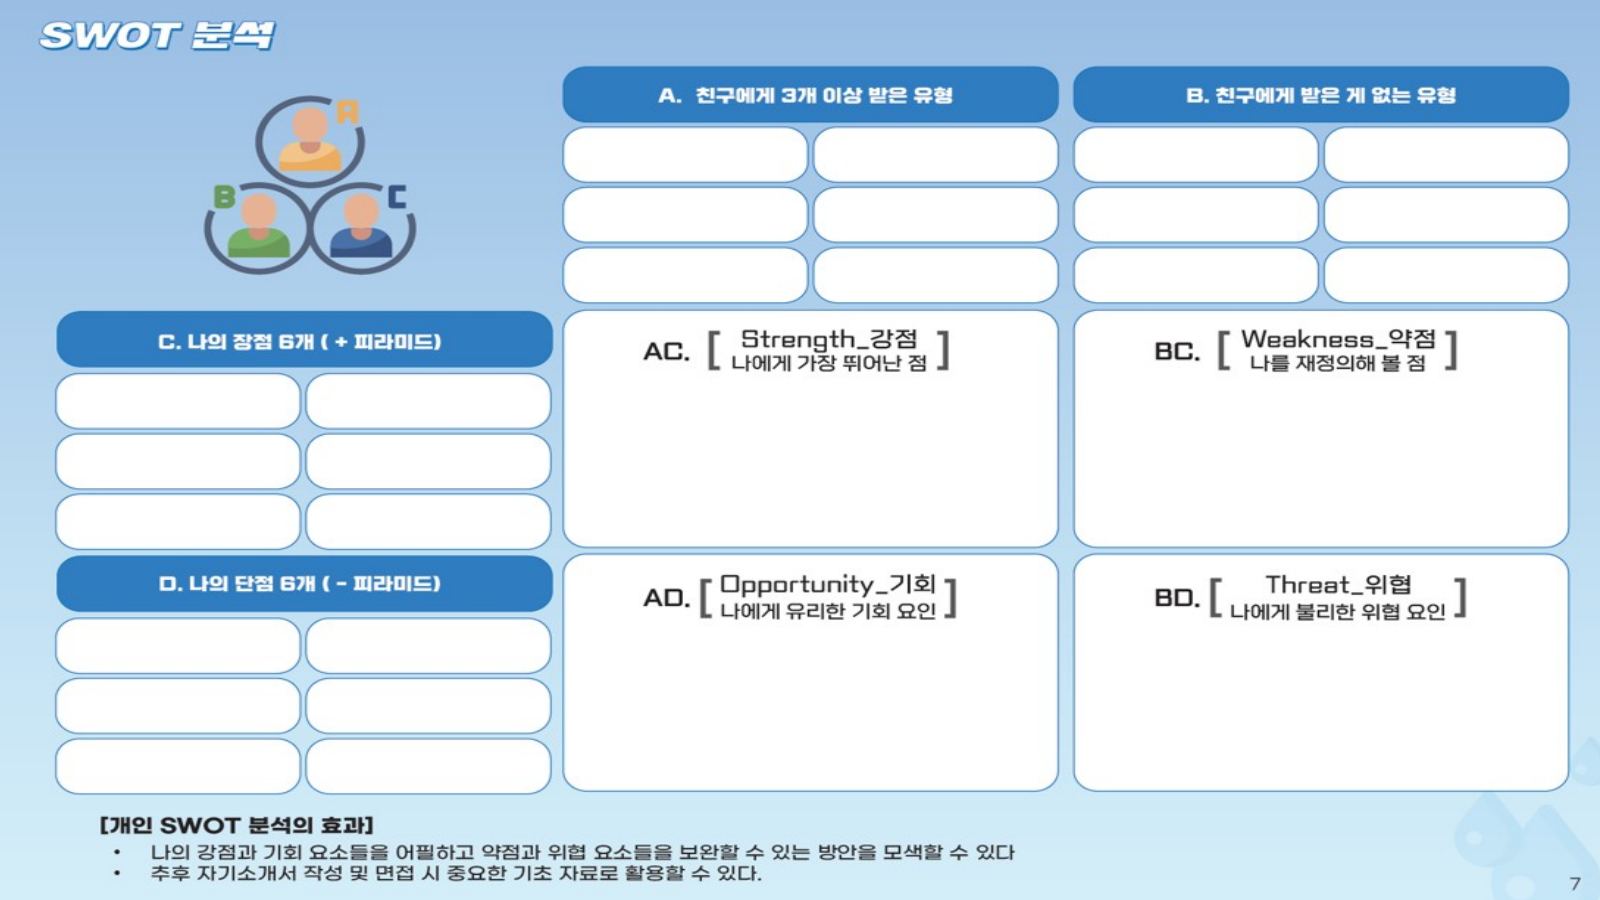 SWOT 분석
A
B
C
A. 친구에게 3개 이상 받은 유형
B. 친구에게 받은 게 없는 유형
C. 나의 장점 6개 ( + 피라미드)
AC. [ Strength_강점
나에게 가장 뛰어난 점 ]
BC. [ Weakness_약점
나를 재정의해 볼 점 ]
D. 나의 단점 6개 ( - 피라미드)
AD. [ Opportunity_기회
나에게 유리한 기회 요인 ]
BD. [ Threat_위협
나에게 불리한 위협 요인 ]
[개인 SWOT 분석의 효과]
• 나의 강점과 기회 요소들을 어필하고 약점과 위협 요소들을 보완할 수 있는 방안을 모색할 수 있다
• 추후 자기소개서 작성 및 면접 시 중요한 기초 자료로 활용할 수 있다.
7